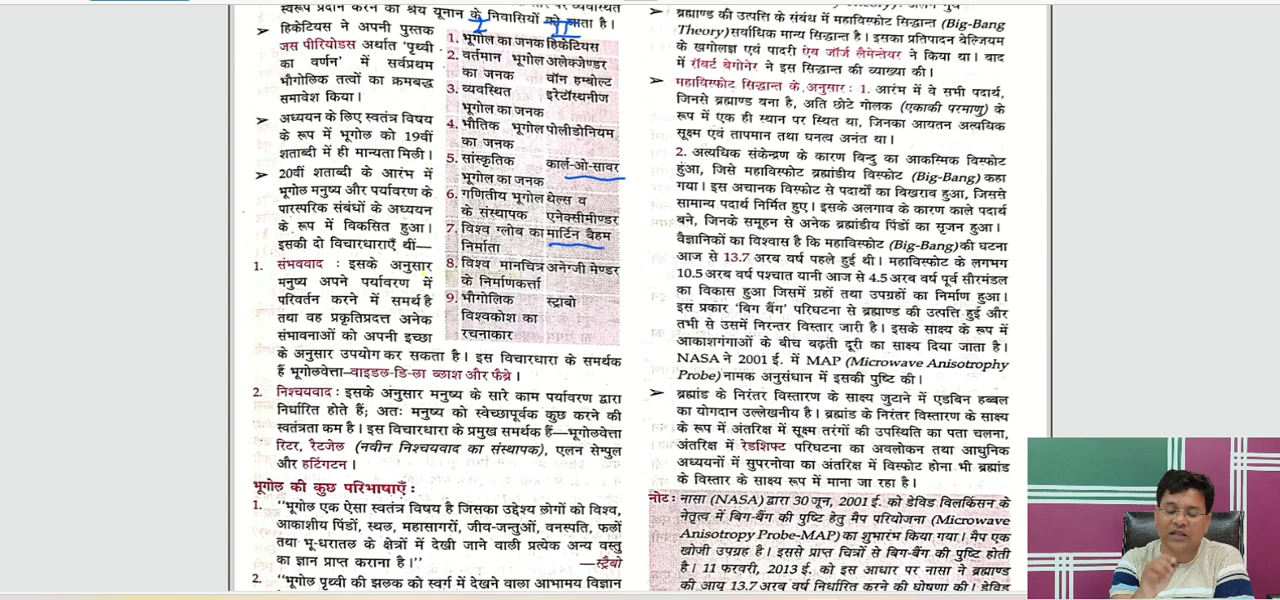 स्वरूप प्रदान करने का श्रेय यूनान के निवासियों को जाता है।
➤ हिकेटियस ने अपनी पुस्तक
जस पीरियोडस अर्थात 'पृथ्वी
का वर्णन' में सर्वप्रथम
भौगोलिक तत्वों का क्रमबद्ध
समावेश किया।
➤ अध्ययन के लिए स्वतंत्र विषय
के रूप में भूगोल को 19वीं
शताब्दी में ही मान्यता मिली।
➤ 20वीं शताब्दी के आरंभ में
भूगोल मनुष्य और पर्यावरण के
पारस्परिक संबंधों के अध्ययन
के रूप में विकसित हुआ।
इसकी दो विचारधाराएँ थीं—
1. संभववाद : इसके अनुसार
मनुष्य अपने पर्यावरण में
परिवर्तन करने में समर्थ है
तथा वह प्रकृतिप्रदत्त अनेक
संभावनाओं को अपनी इच्छा
के अनुसार उपयोग कर सकता है। इस विचारधारा के समर्थक
हैं भूगोलवेत्ता—वाइडल-डि-ला ब्लाश और फैब्रे।
1. भूगोल का जनक हिकेटियस
2. वर्तमान भूगोल अलेक्जेण्डर
का जनक वॉन हम्बोल्ट
3. व्यवस्थित इरेटॉस्थनीज
भूगोल का जनक
4. भौतिक भूगोल पोलीडोनियम
का जनक
5. सांस्कृतिक कार्ल-ओ-सावर
भूगोल का जनक
6. गणितीय भूगोल थेल्स व
के संस्थापक एनेक्सीमीण्डर
7. विश्व ग्लोब का मार्टिन बैहम
निर्माता
8. विश्व मानचित्र अनेग्जी मेण्डर
के निर्माणकर्त्ता
9. भौगोलिक स्ट्राबो
विश्वकोश का
रचनाकार
2. निश्चयवाद : इसके अनुसार मनुष्य के सारे काम पर्यावरण द्वारा
निर्धारित होते हैं; अतः मनुष्य को स्वेच्छापूर्वक कुछ करने की
स्वतंत्रता कम है। इस विचारधारा के प्रमुख समर्थक हैं—भूगोलवेत्ता
रिटर, रैटजेल (नवीन निश्चयवाद का संस्थापक), एलन सेम्पुल
और हटिंगटन।
भूगोल की कुछ परिभाषाएँ :
1. ''भूगोल एक ऐसा स्वतंत्र विषय है जिसका उद्देश्य लोगों को विश्व,
आकाशीय पिंडों, स्थल, महासागरों, जीव-जन्तुओं, वनस्पति, फलों
तथा भू-धरातल के क्षेत्रों में देखी जाने वाली प्रत्येक अन्य वस्तु
का ज्ञान प्राप्त कराना है।'' —स्ट्रैबो
2. ''भूगोल पृथ्वी की झलक को स्वर्ग में देखने वाला आभामय विज्ञान
➤ ब्रह्माण्ड की उत्पत्ति के संबंध में महाविस्फोट सिद्धान्त (Big-Bang
Theory) सर्वाधिक मान्य सिद्धान्त है। इसका प्रतिपादन बेल्जियम
के खगोलज्ञ एवं पादरी ऐब जॉर्ज लैमेन्तेयर ने किया था। बाद
में रॉबर्ट बेगोनेर ने इस सिद्धान्त की व्याख्या की।
➤ महाविस्फोट सिद्धान्त के अनुसार : 1. आरंभ में वे सभी पदार्थ,
जिनसे ब्रह्माण्ड बना है, अति छोटे गोलक (एकाकी परमाणु) के
रूप में एक ही स्थान पर स्थित था, जिनका आयतन अत्यधिक
सूक्ष्म एवं तापमान तथा घनत्व अनंत था।
2. अत्यधिक संकेन्द्रण के कारण बिन्दु का आकस्मिक विस्फोट
हुआ, जिसे महाविस्फोट ब्रह्मांडीय विस्फोट (Big-Bang) कहा
गया। इस अचानक विस्फोट से पदार्थों का बिखराव हुआ, जिससे
सामान्य पदार्थ निर्मित हुए। इसके अलगाव के कारण काले पदार्थ
बने, जिनके समूहन से अनेक ब्रह्मांडीय पिंडों का सृजन हुआ।
वैज्ञानिकों का विश्वास है कि महाविस्फोट (Big-Bang) की घटना
आज से 13.7 अरब वर्ष पहले हुई थी। महाविस्फोट के लगभग
10.5 अरब वर्ष पश्चात यानी आज से 4.5 अरब वर्ष पूर्व सौरमंडल
का विकास हुआ जिसमें ग्रहों तथा उपग्रहों का निर्माण हुआ।
इस प्रकार 'बिग बैंग' परिघटना से ब्रह्माण्ड की उत्पत्ति हुई और
तभी से उसमें निरन्तर विस्तार जारी है। इसके साक्ष्य के रूप में
आकाशगंगाओं के बीच बढ़ती दूरी का साक्ष्य दिया जाता है।
NASA ने 2001 ई. में MAP (Microwave Anisotrophy
Probe) नामक अनुसंधान में इसकी पुष्टि की।
➤ ब्रह्मांड के निरंतर विस्तारण के साक्ष्य जुटाने में एडबिन हब्बल
का योगदान उल्लेखनीय है। ब्रह्मांड के निरंतर विस्तारण के साक्ष्य
के रूप में अंतरिक्ष में सूक्ष्म तरंगों की उपस्थिति का पता चलना,
अंतरिक्ष में रेडशिफ्ट परिघटना का अवलोकन तथा आधुनिक
अध्ययनों में सुपरनोवा का अंतरिक्ष में विस्फोट होना भी ब्रह्मांड
के विस्तार के साक्ष्य रूप में माना जा रहा है।
नोट : नासा (NASA) द्वारा 30 जून, 2001 ई. को डेविड विलकिंसन के
नेतृत्व में बिग-बैंग की पुष्टि हेतु मैप परियोजना (Microwave
Anisotropy Probe-MAP) का शुभारंभ किया गया। मैप एक
खोजी उपग्रह है। इससे प्राप्त चित्रों से बिग-बैंग की पुष्टि होती
है। 11 फरवरी, 2013 ई. को इस आधार पर नासा ने ब्रह्माण्ड
की आयु 13.7 अरब वर्ष निर्धारित करने की घोषणा की। डेविड